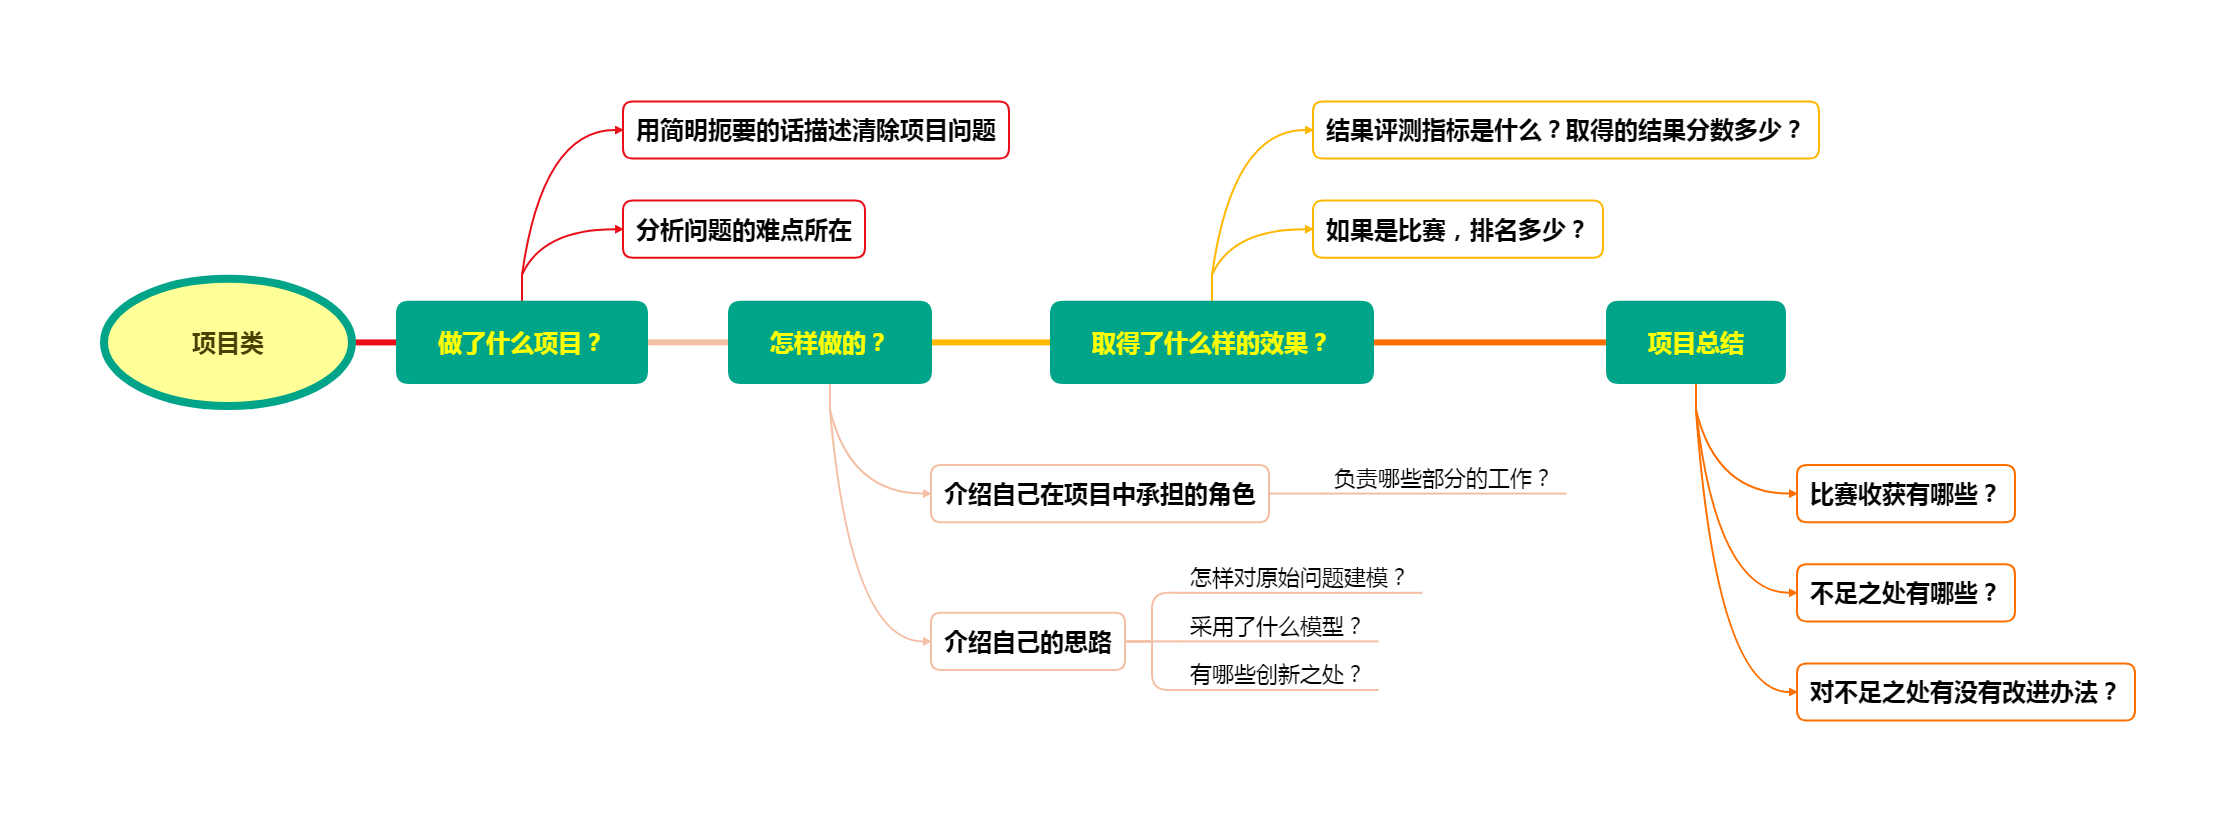 项目类
做了什么项目？
用简明扼要的话描述清除项目问题
分析问题的难点所在
怎样做的？
介绍自己在项目中承担的角色
负责哪些部分的工作？
介绍自己的思路
怎样对原始问题建模？
采用了什么模型？
有哪些创新之处？
取得了什么样的效果？
结果评测指标是什么？取得的结果分数多少？
如果是比赛，排名多少？
项目总结
比赛收获有哪些？
不足之处有哪些？
对不足之处有没有改进办法？